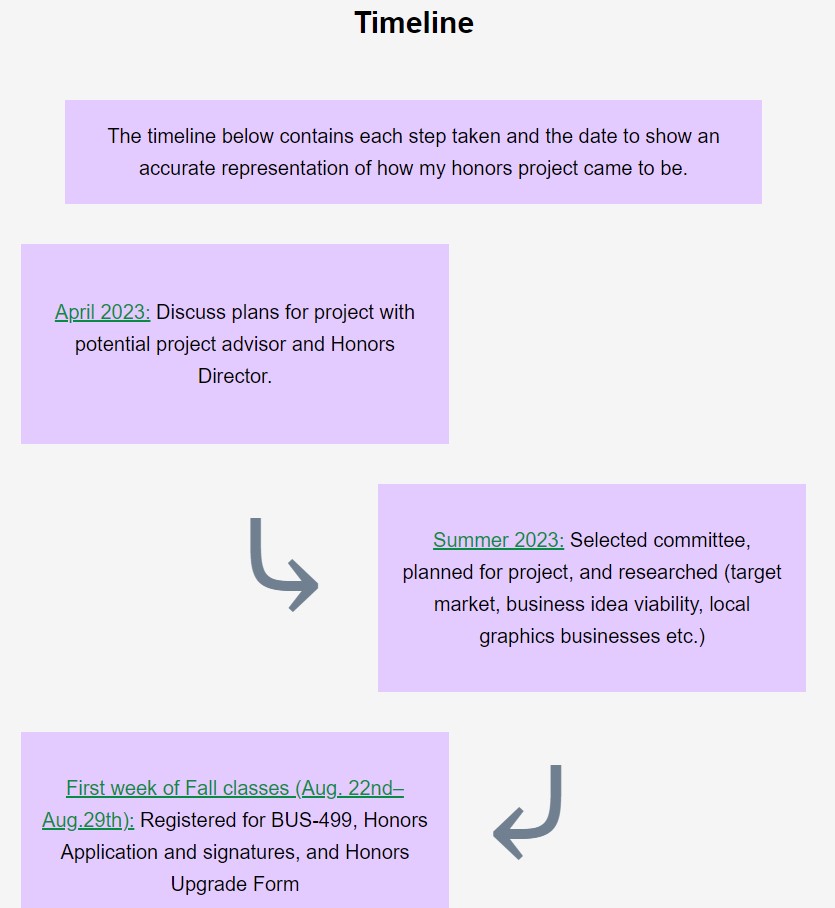 Timeline
The timeline below contains each step taken and the date to show an
accurate representation of how my honors project came to be.
April 2023: Discuss plans for project with
potential project advisor and Honors
Director.
Summer 2023: Selected committee,
planned for project, and researched (target
market, business idea viability, local
graphics businesses etc.)
First week of Fall classes (Aug. 22nd–
Aug.29th): Registered for BUS-499, Honors
Application and signatures, and Honors
Upgrade Form